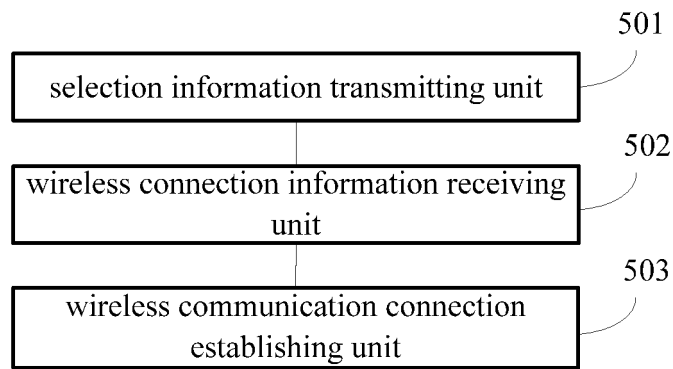 501
selection information transmitting unit
502
wireless connection information receiving
unit
503
wireless communication connection
establishing unit